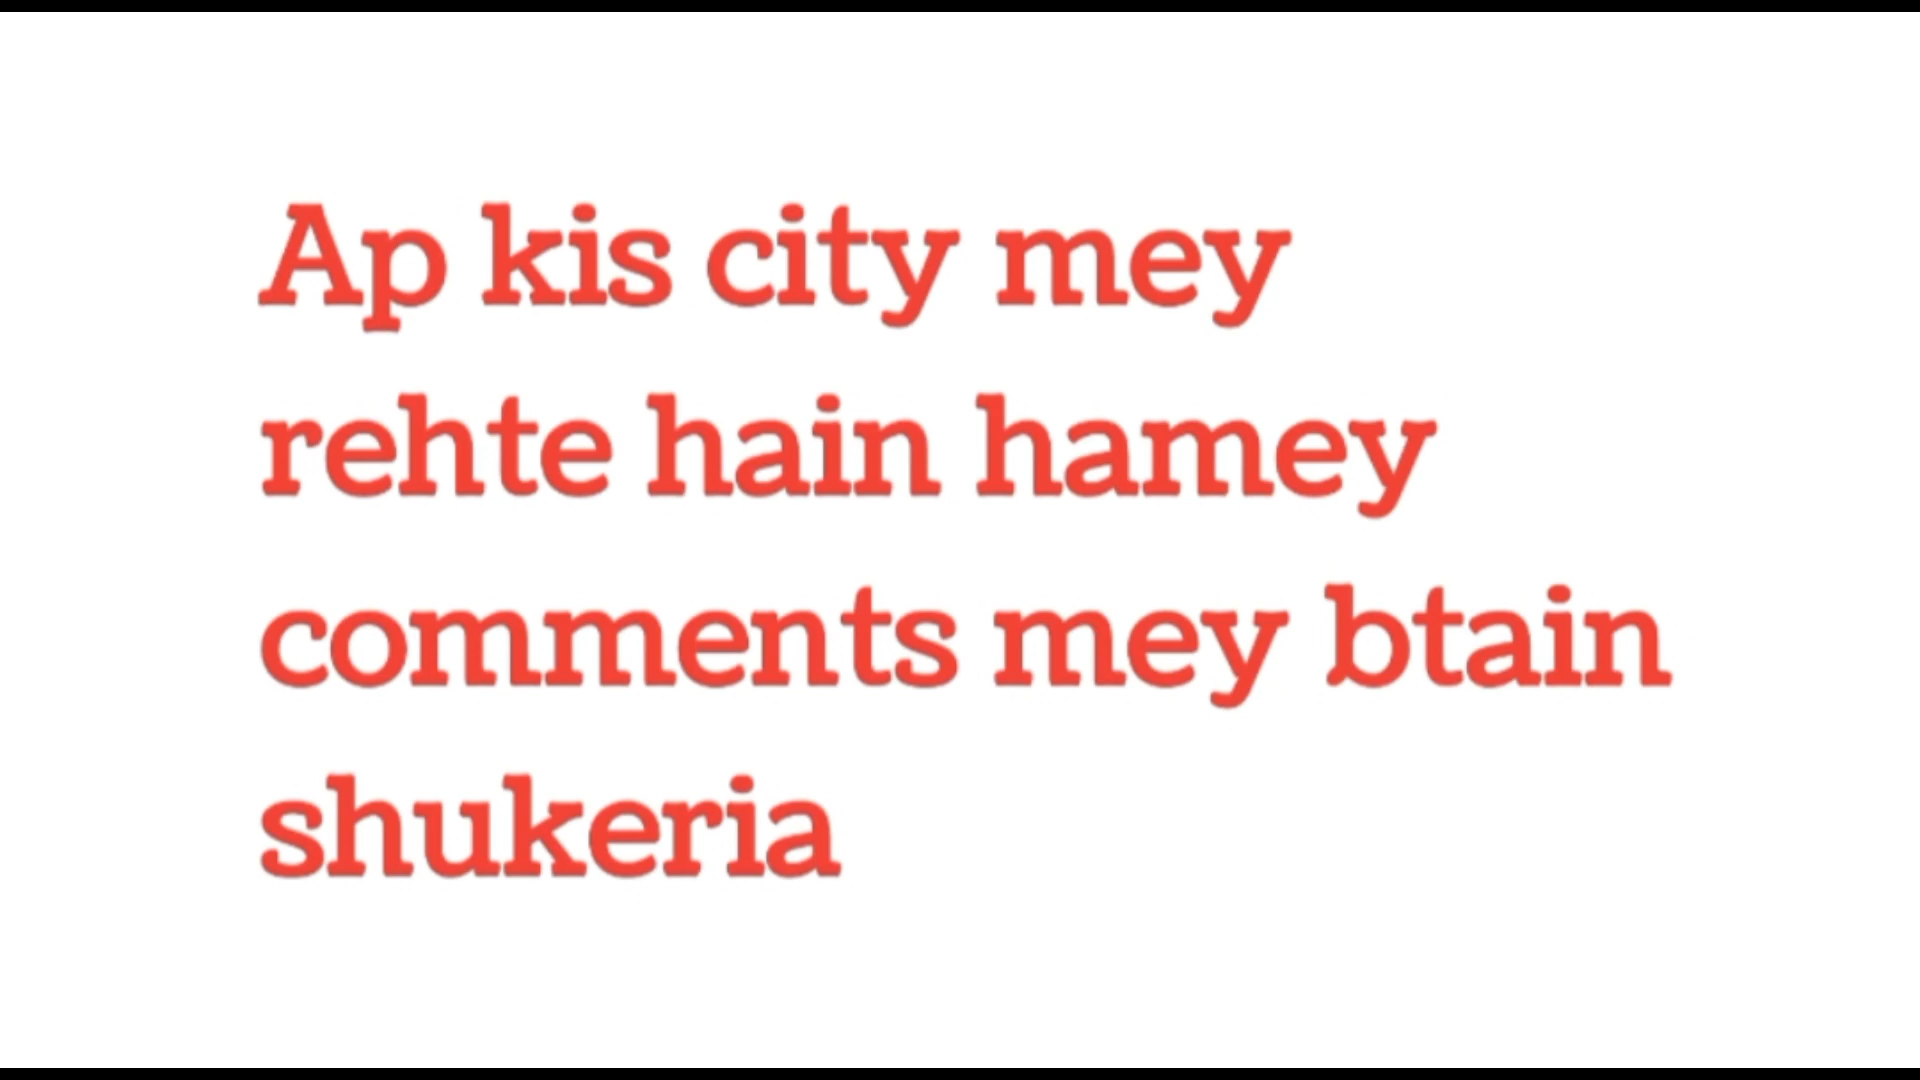 Ap kis city mey
rehte hain hamey
comments mey btain
shukeria